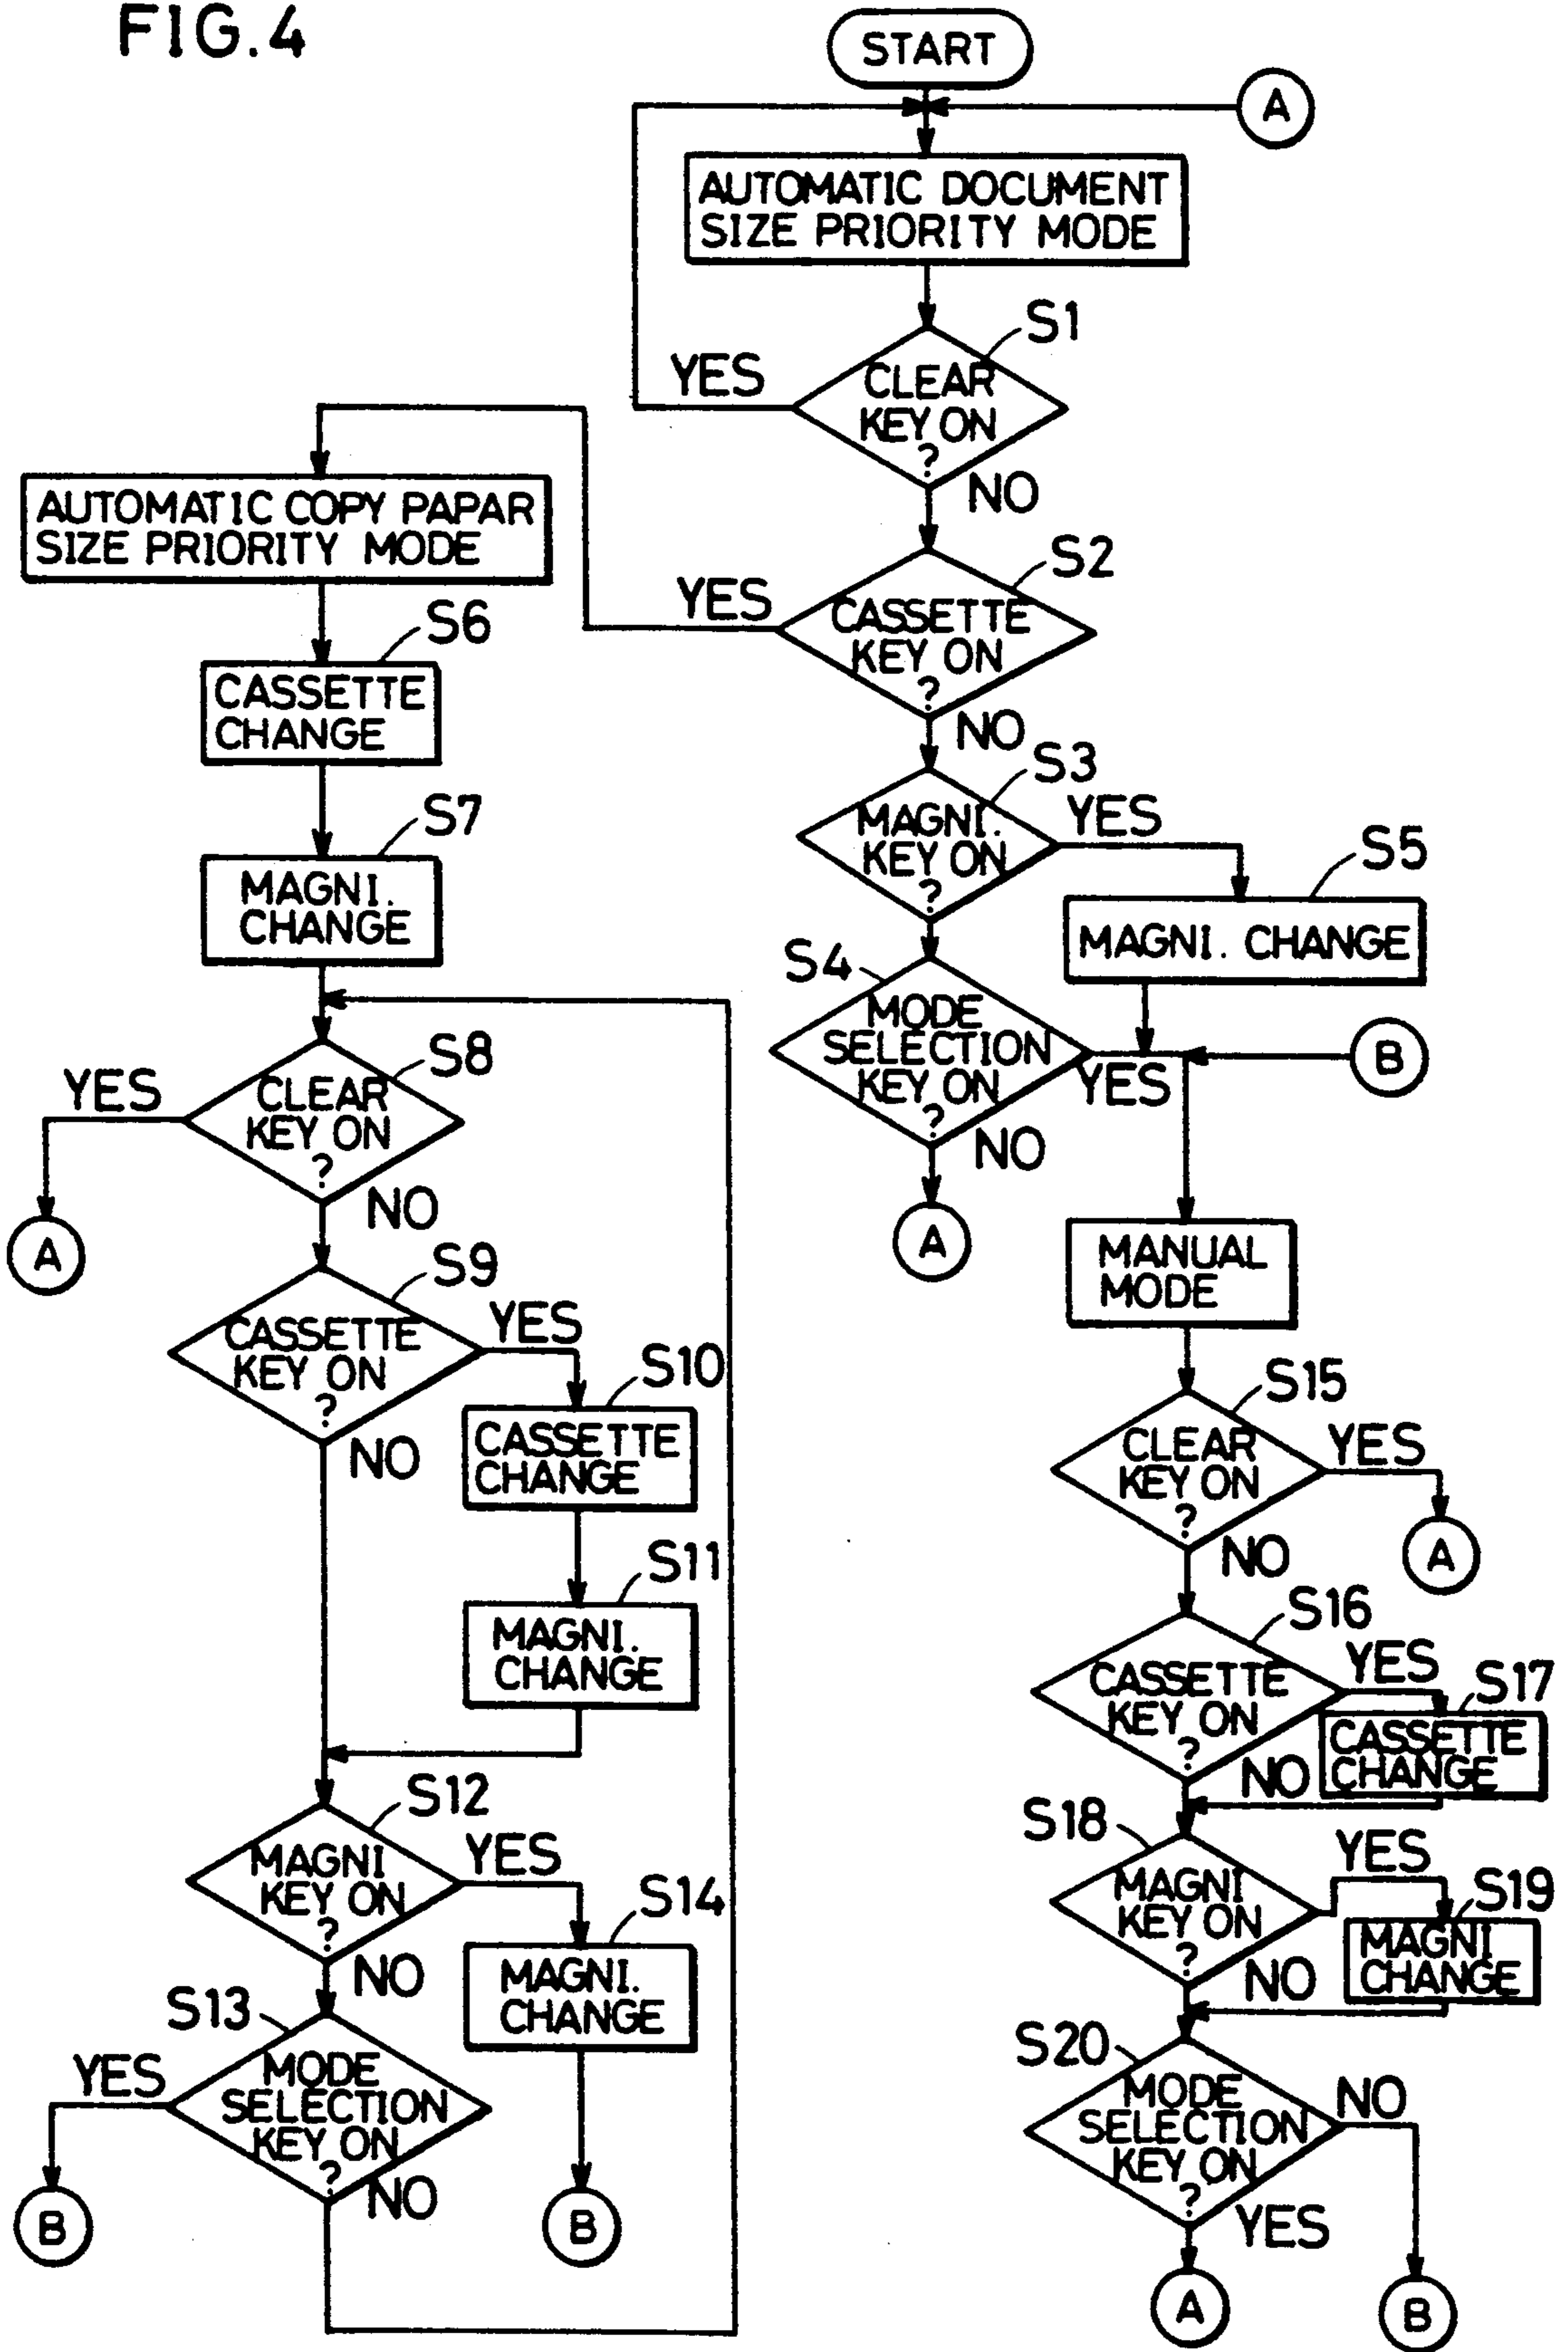 FIG.4
START
A
AUTOMATIC DOCUMENT
SIZE PRIORITY MODE
S1
YES
CLEAR
KEY ON
?
NO
S2
YES
CASSETTE
KEY ON
?
NO
S3
MAGNI.
KEY ON
?
YES
S5
MAGNI. CHANGE
S4
MODE
SELECTION
KEY ON
?
YES
B
NO
A
AUTOMATIC COPY PAPAR
SIZE PRIORITY MODE
S6
CASSETTE
CHANGE
S7
MAGNI.
CHANGE
S8
YES
CLEAR
KEY ON
?
NO
A
S9
CASSETTE
KEY ON
?
YES
NO
S10
CASSETTE
CHANGE
S11
MAGNI.
CHANGE
S12
MAGNI
KEY ON
?
YES
NO
S14
MAGNI.
CHANGE
S13
YES
MODE
SELECTION
KEY ON
?
NO
B
B
MANUAL
MODE
S15
CLEAR
KEY ON
?
YES
NO
A
S16
CASSETTE
KEY ON
?
YES
S17
CASSETTE
CHANGE
NO
S18
MAGNI
KEY ON
?
YES
S19
MAGNI
CHANGE
NO
S20
MODE
SELECTION
KEY ON
?
NO
YES
A
B